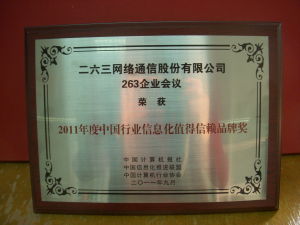 二六三网络通信股份有限公司
263企业会议
荣 获
2011年度中国行业信息化值得信赖品牌奖
中国计算机报社
中国信息化推进联盟
中国计算机行业协会
二〇一一年九月